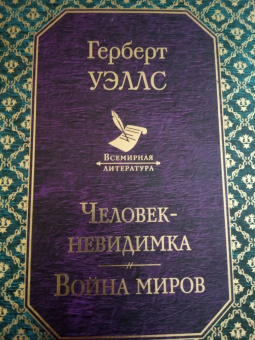 Герберт
УЭЛЛС
Всемирная
литература
Человек-
невидимка
Война миров